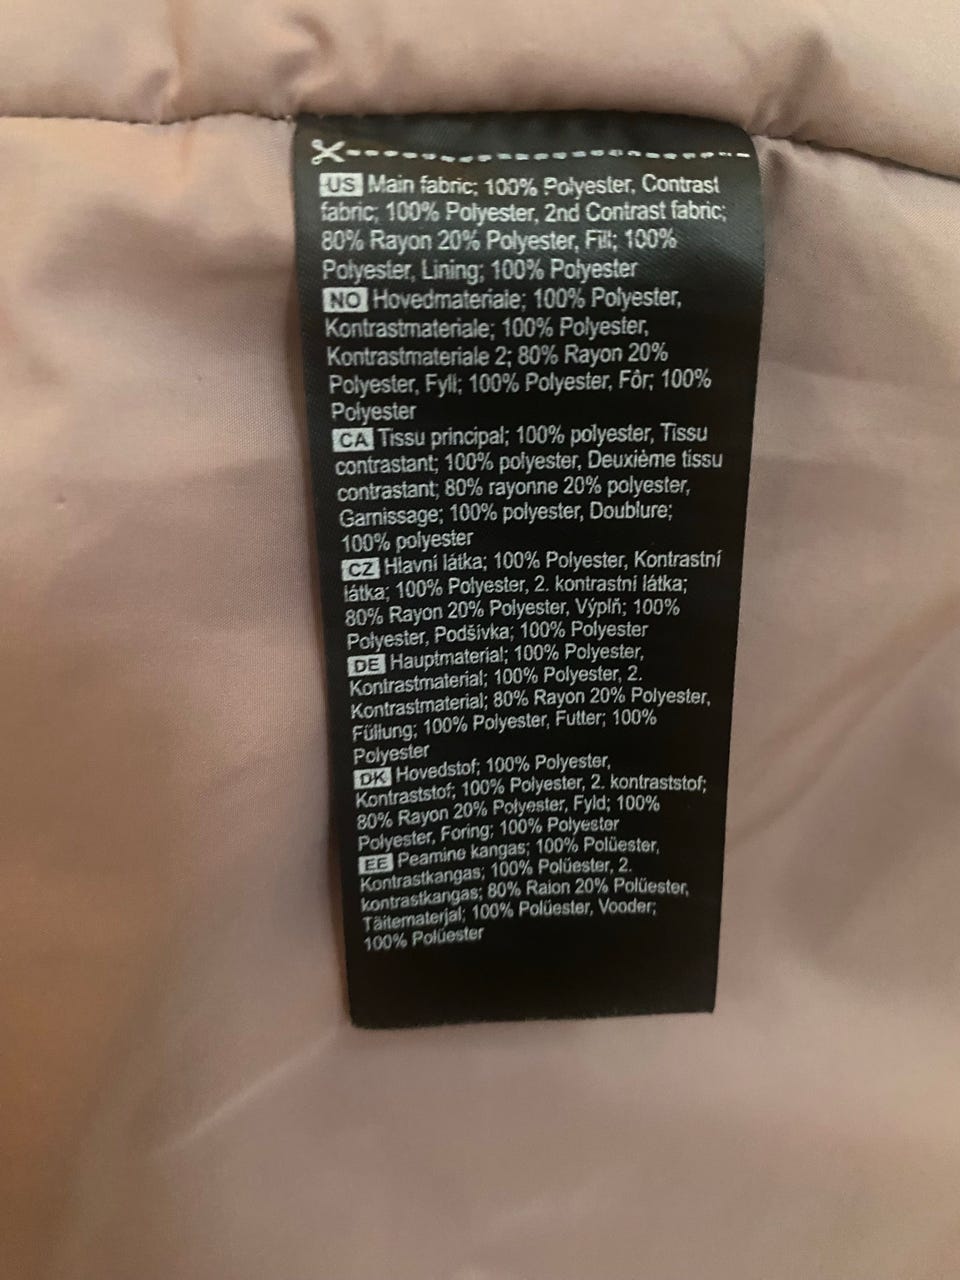 US Main fabric; 100% Polyester, Contrast
fabric; 100% Polyester, 2nd Contrast fabric;
80% Rayon 20% Polyester, Fill; 100%
Polyester, Lining; 100% Polyester
NO Hovedmateriale; 100% Polyester,
Kontrastmateriale; 100% Polyester,
Kontrastmateriale 2; 80% Rayon 20%
Polyester, Fyll; 100% Polyester, Fôr; 100%
Polyester
CA Tissu principal; 100% polyester, Tissu
contrastant; 100% polyester, Deuxième tissu
contrastant; 80% rayonne 20% polyester,
Garnissage; 100% polyester, Doublure;
100% polyester
CZ Hlavní látka; 100% Polyester, Kontrastní
látka; 100% Polyester, 2. kontrastní látka;
80% Rayon 20% Polyester, Výplň; 100%
Polyester, Podšívka; 100% Polyester
DE Hauptmaterial; 100% Polyester,
Kontrastmaterial; 100% Polyester, 2.
Kontrastmaterial; 80% Rayon 20% Polyester,
Füllung; 100% Polyester, Futter; 100%
Polyester
DK Hovedstof; 100% Polyester,
Kontraststof; 100% Polyester, 2. kontraststof;
80% Rayon 20% Polyester, Fyld; 100%
Polyester, Foring; 100% Polyester
EE Peamine kangas; 100% Polüester,
Kontrastkangas; 100% Polüester, 2.
kontrastkangas; 80% Raion 20% Polüester,
Täitematerjal; 100% Polüester, Vooder;
100% Polüester